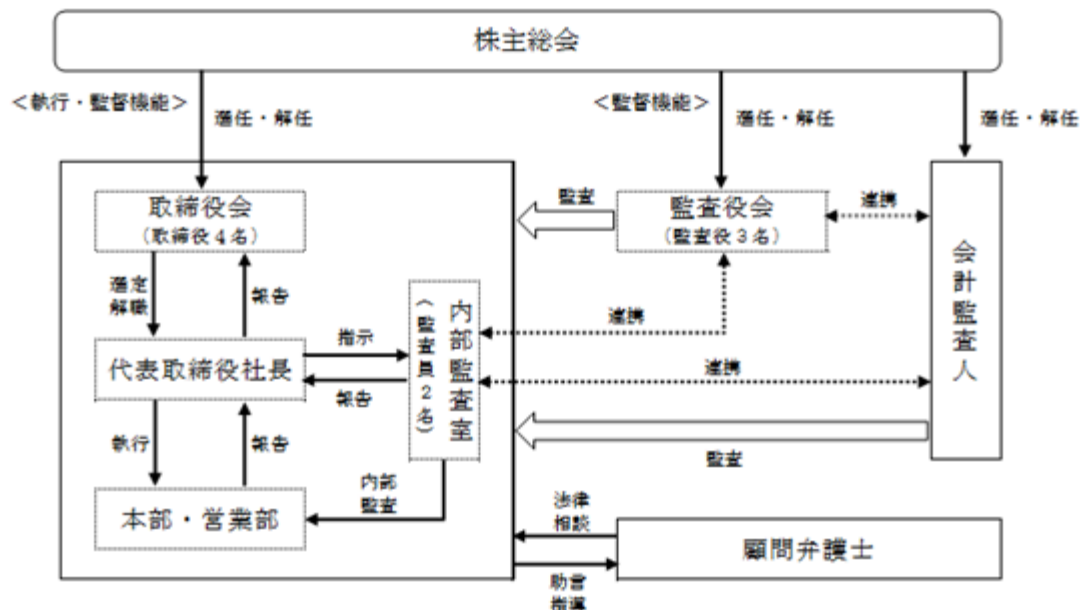 株主総会
＜執行・監督機能＞
選任・解任
＜監督機能＞
選任・解任
選任・解任
取締役会
（取締役４名）
監査
監査役会
（監査役３名）
連携
会計監査人
選定
解職
報告
内部監査室
（監査員２名）
連携
指示
代表取締役社長
報告
連携
執行
報告
監査
内部
監査
本部・営業部
法律
相談
顧問弁護士
助言
指導